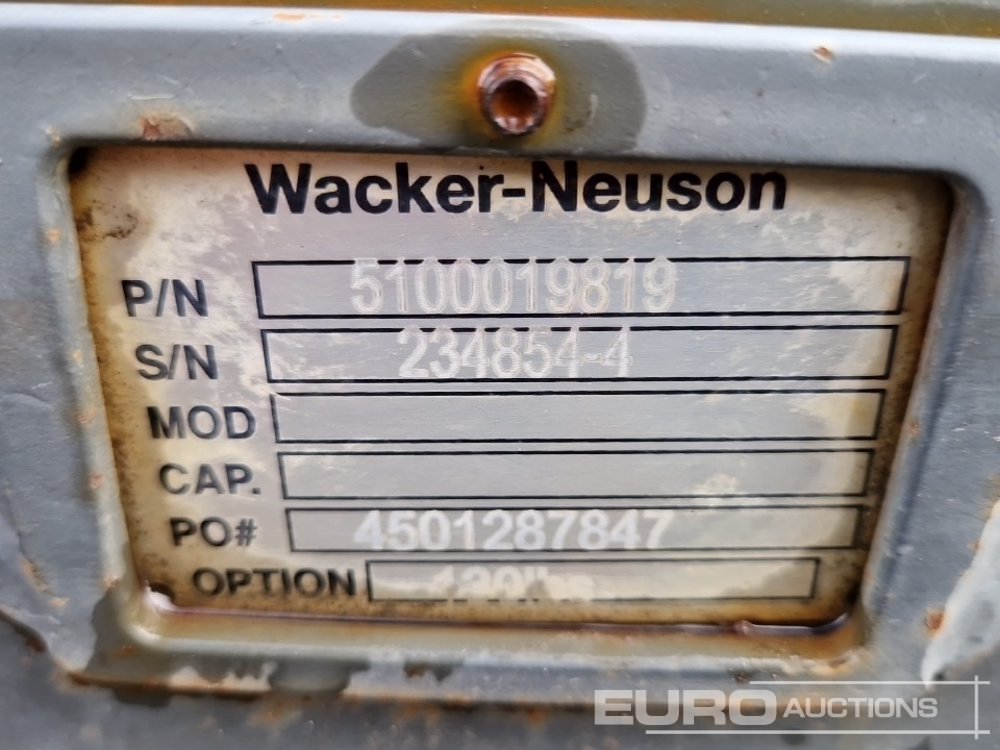 Wacker-Neuson
P/N 5100019819
S/N 234854-4
MOD
CAP.
PO# 4501287847
OPTION
EURO AUCTIONS